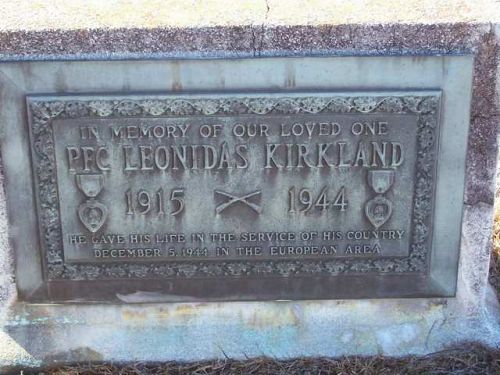 IN MEMORY OF OUR LOVED ONE
PFC LEONIDAS KIRKLAND
1915 1944
HE GAVE HIS LIFE IN THE SERVICE OF HIS COUNTRY
DECEMBER 5, 1944 IN THE EUROPEAN AREA